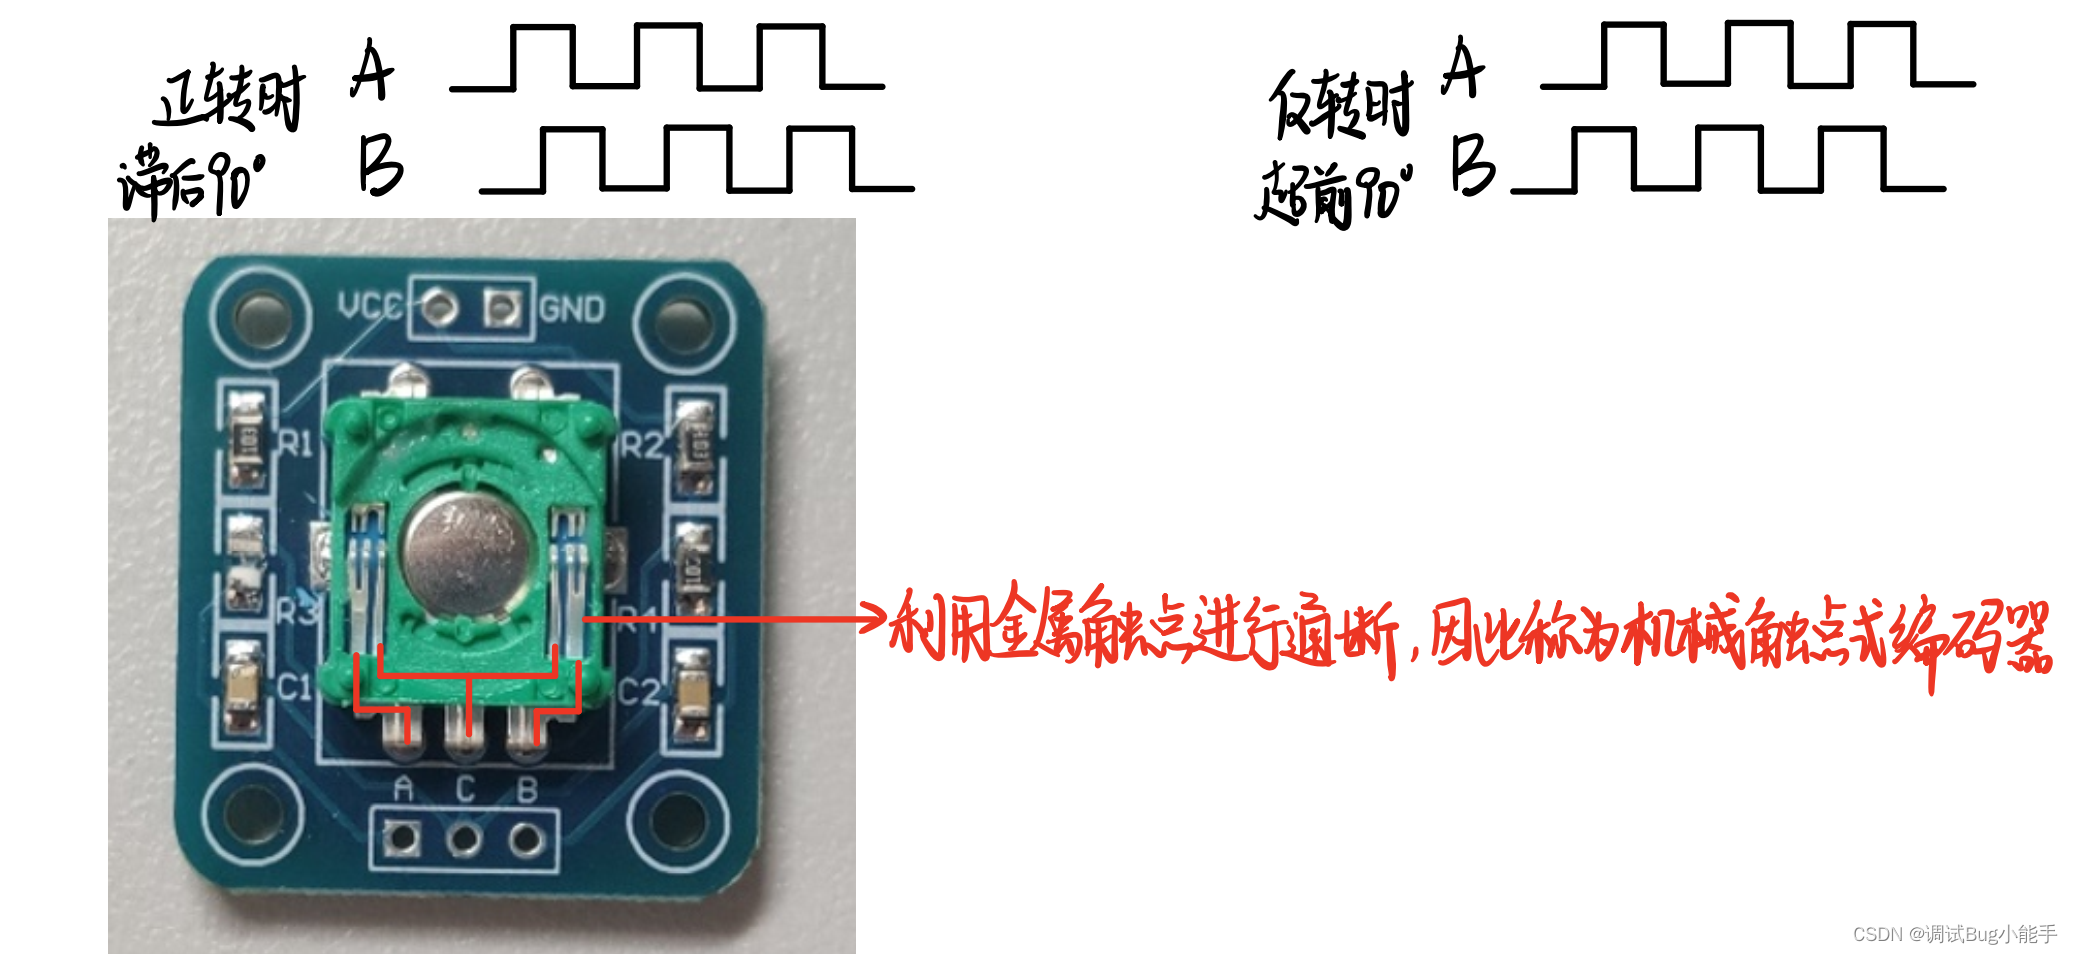 正转时
滞后90°
A
B
反转时
超前90°
A
B
VCC
GND
R1
103
R2
103
R3
R4
C1
C2
A C B
利用金属触点进行通断,因此称为机械触点式编码器
CSDN @调试Bug小能手